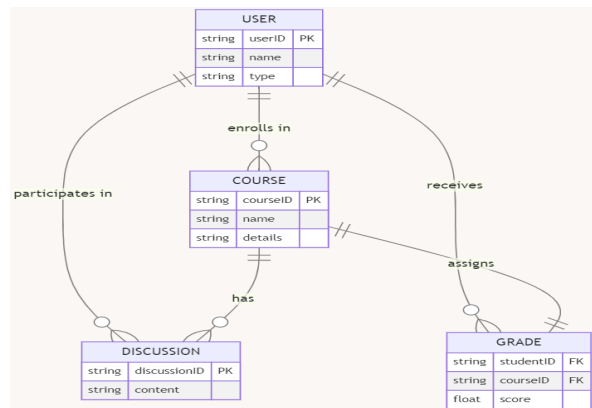 USER
string userID PK
string name
string type
enrolls in
participates in
receives
COURSE
string courseID PK
string name
string details
assigns
has
DISCUSSION
string discussionID PK
string content
GRADE
string studentID FK
string courseID FK
float score